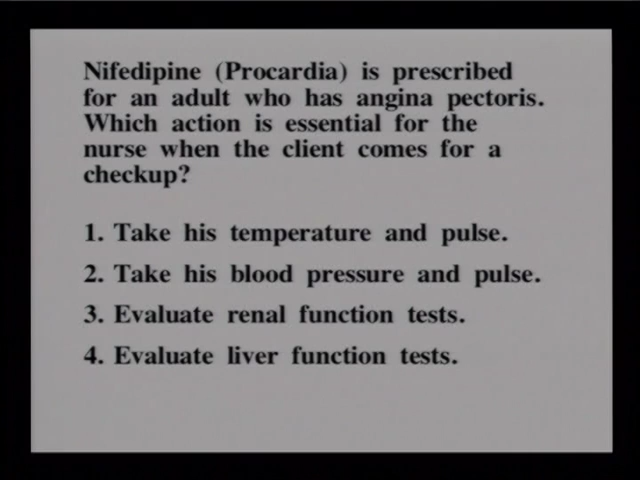 Nifedipine (Procardia) is prescribed
for an adult who has angina pectoris.
Which action is essential for the
nurse when the client comes for a
checkup?
1. Take his temperature and pulse.
2. Take his blood pressure and pulse.
3. Evaluate renal function tests.
4. Evaluate liver function tests.